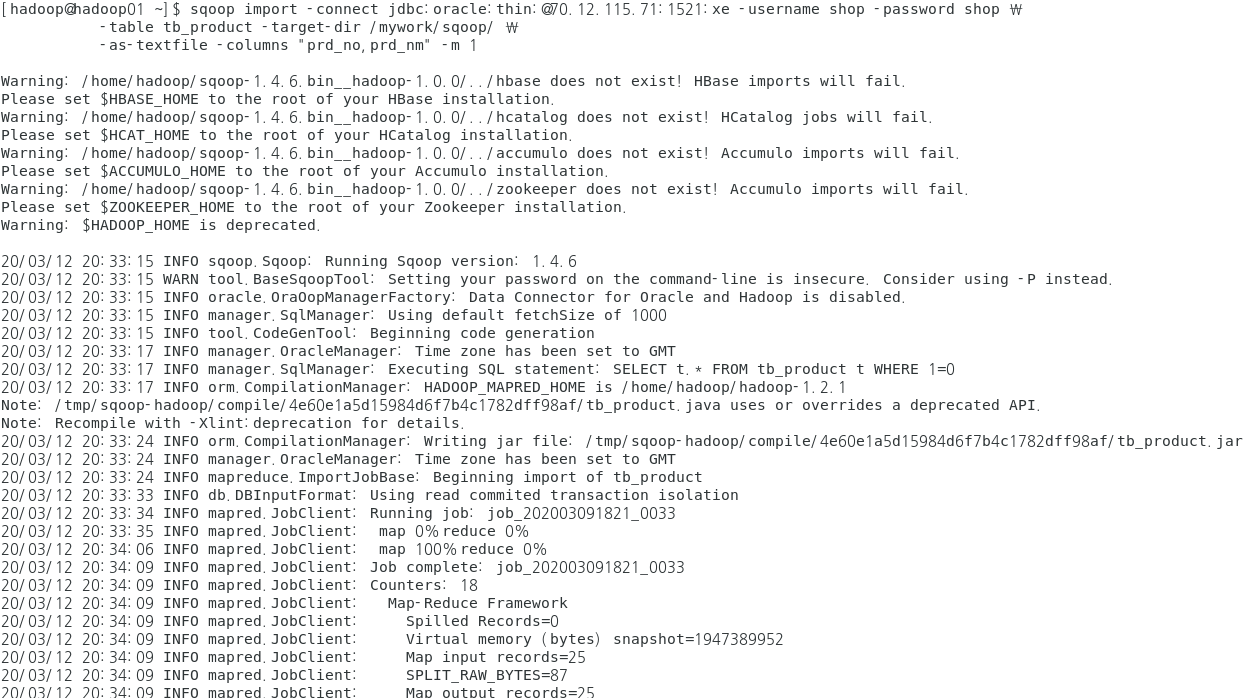 [hadoop@hadoop01 ~]$ sqoop import -connect jdbc:oracle:thin:@70.12.115.71:1521:xe -username shop -password shop ₩
-table tb_product -target-dir /mywork/sqoop/ ₩
-as-textfile -columns "prd_no,prd_nm" -m 1
Warning: /home/hadoop/sqoop-1.4.6.bin__hadoop-1.0.0/../hbase does not exist! HBase imports will fail.
Please set $HBASE_HOME to the root of your HBase installation.
Warning: /home/hadoop/sqoop-1.4.6.bin__hadoop-1.0.0/../hcatalog does not exist! HCatalog jobs will fail.
Please set $HCAT_HOME to the root of your HCatalog installation.
Warning: /home/hadoop/sqoop-1.4.6.bin__hadoop-1.0.0/../accumulo does not exist! Accumulo imports will fail.
Please set $ACCUMULO_HOME to the root of your Accumulo installation.
Warning: /home/hadoop/sqoop-1.4.6.bin__hadoop-1.0.0/../zookeeper does not exist! Accumulo imports will fail.
Please set $ZOOKEEPER_HOME to the root of your Zookeeper installation.
Warning: $HADOOP_HOME is deprecated.
20/03/12 20:33:15 INFO sqoop.Sqoop: Running Sqoop version: 1.4.6
20/03/12 20:33:15 WARN tool.BaseSqoopTool: Setting your password on the command-line is insecure. Consider using -P instead.
20/03/12 20:33:15 INFO oracle.OraOopManagerFactory: Data Connector for Oracle and Hadoop is disabled.
20/03/12 20:33:15 INFO manager.SqlManager: Using default fetchSize of 1000
20/03/12 20:33:15 INFO tool.CodeGenTool: Beginning code generation
20/03/12 20:33:17 INFO manager.OracleManager: Time zone has been set to GMT
20/03/12 20:33:17 INFO manager.SqlManager: Executing SQL statement: SELECT t.* FROM tb_product t WHERE 1=0
20/03/12 20:33:17 INFO orm.CompilationManager: HADOOP_MAPRED_HOME is /home/hadoop/hadoop-1.2.1
Note: /tmp/sqoop-hadoop/compile/4e60e1a5d15984d6f7b4c1782dff98af/tb_product.java uses or overrides a deprecated API.
Note: Recompile with -Xlint:deprecation for details.
20/03/12 20:33:24 INFO orm.CompilationManager: Writing jar file: /tmp/sqoop-hadoop/compile/4e60e1a5d15984d6f7b4c1782dff98af/tb_product.jar
20/03/12 20:33:24 INFO manager.OracleManager: Time zone has been set to GMT
20/03/12 20:33:24 INFO mapreduce.ImportJobBase: Beginning import of tb_product
20/03/12 20:33:33 INFO db.DBInputFormat: Using read commited transaction isolation
20/03/12 20:33:34 INFO mapred.JobClient: Running job: job_202003091821_0033
20/03/12 20:33:35 INFO mapred.JobClient:  map 0% reduce 0%
20/03/12 20:34:06 INFO mapred.JobClient:  map 100% reduce 0%
20/03/12 20:34:09 INFO mapred.JobClient: Job complete: job_202003091821_0033
20/03/12 20:34:09 INFO mapred.JobClient: Counters: 18
20/03/12 20:34:09 INFO mapred.JobClient:   Map-Reduce Framework
20/03/12 20:34:09 INFO mapred.JobClient:     Spilled Records=0
20/03/12 20:34:09 INFO mapred.JobClient:     Virtual memory (bytes) snapshot=1947389952
20/03/12 20:34:09 INFO mapred.JobClient:     Map input records=25
20/03/12 20:34:09 INFO mapred.JobClient:     SPLIT_RAW_BYTES=87
20/03/12 20:34:09 INFO mapred.JobClient:     Map output records=25